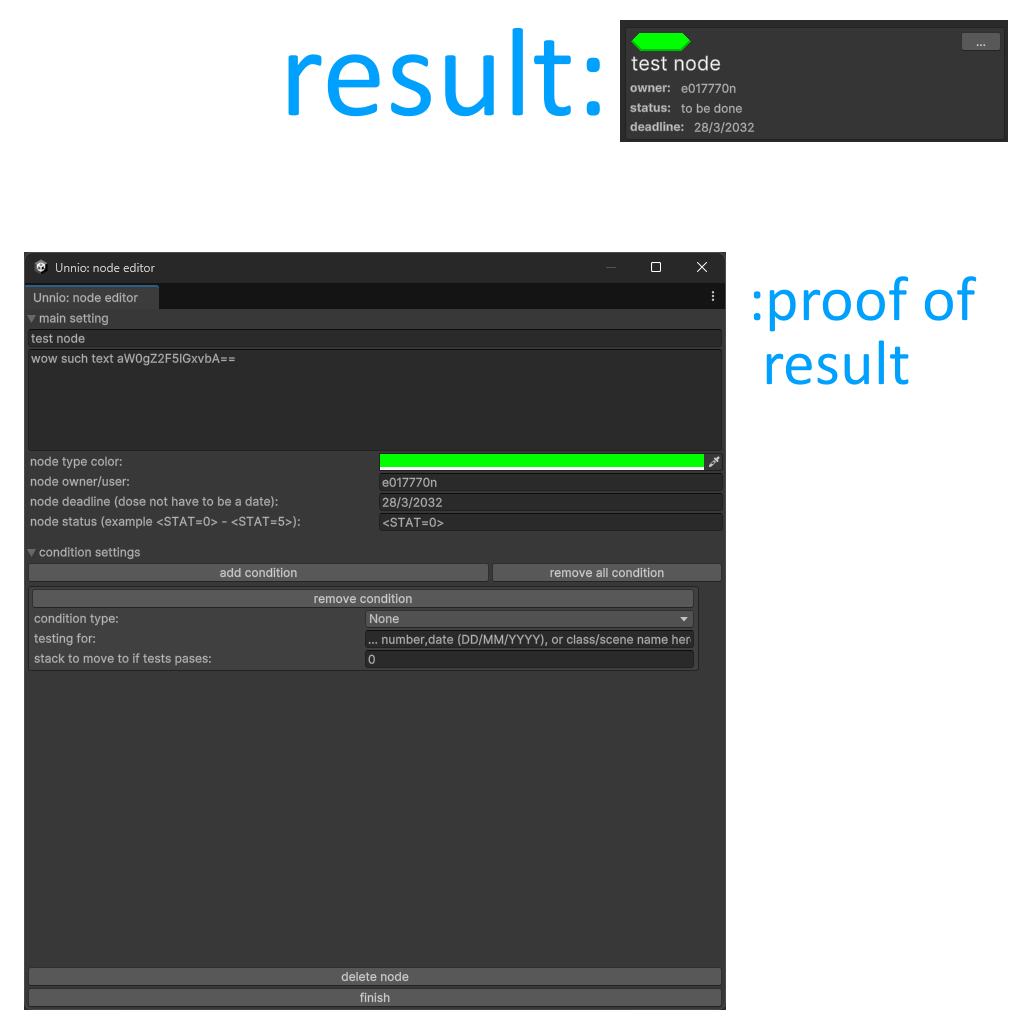 result:
...
test node
owner: e017770n
status: to be done
deadline: 28/3/2032
Unnio: node editor
Unnio: node editor
main setting
test node
wow such text aW0gZ2F5IGxvbA==
node type color:
node owner/user: e017770n
node deadline (dose not have to be a date): 28/3/2032
node status (example <STAT=0> - <STAT=5>): <STAT=0>
condition settings
add condition remove all condition
remove condition
condition type: None
testing for: ... number,date (DD/MM/YYYY), or class/scene name her
stack to move to if tests pases: 0
delete node
finish
:proof of
result